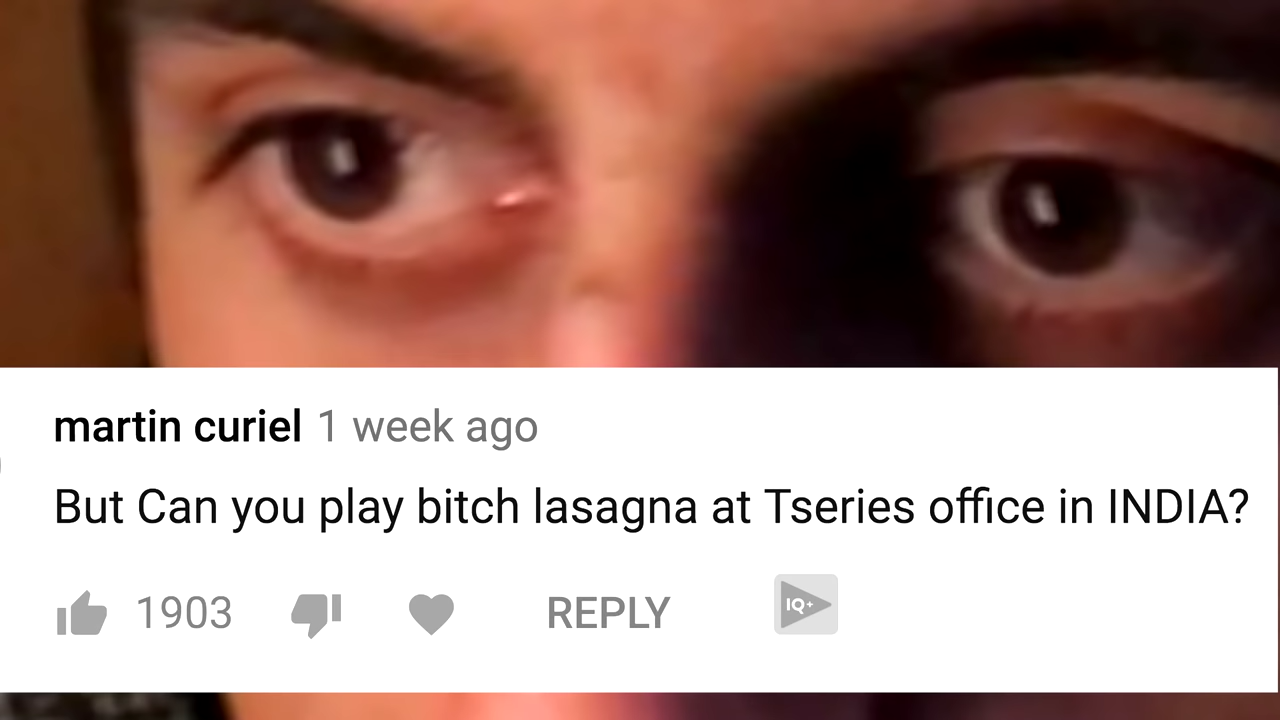 martin curiel 1 week ago
But Can you play bitch lasagna at Tseries office in INDIA?
1903 REPLY IQ+